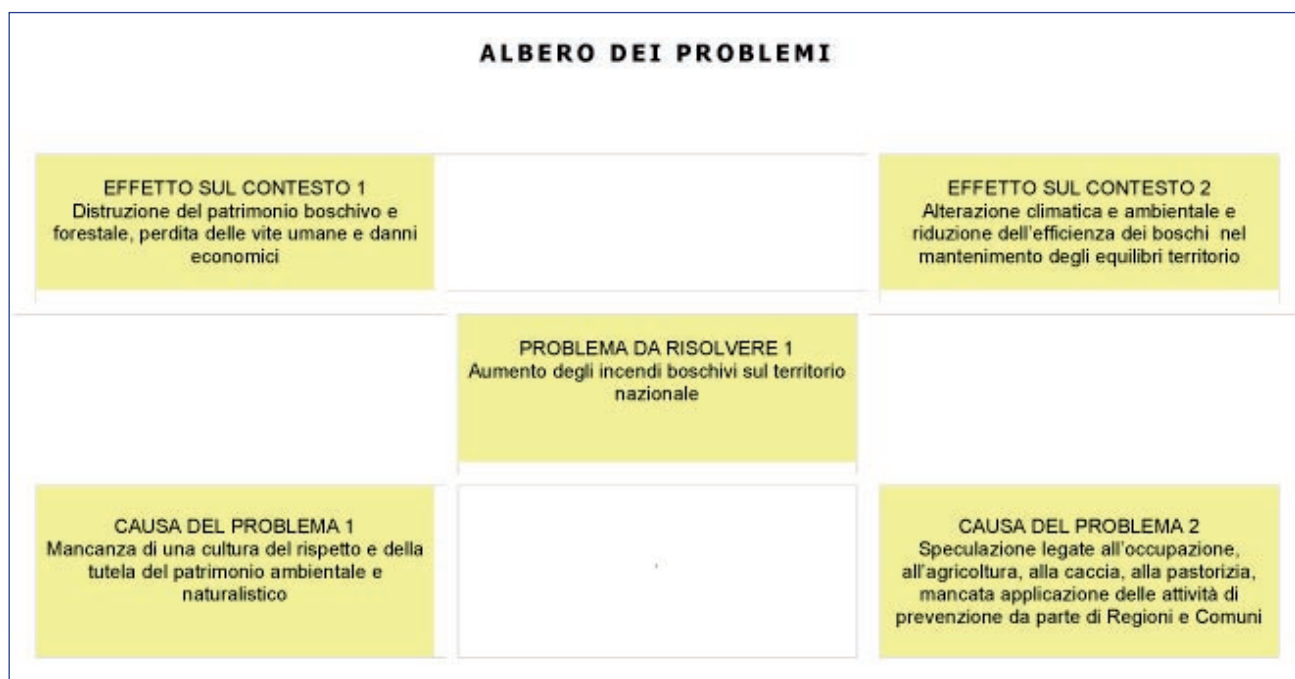 ALBERO DEI PROBLEMI
EFFETTO SUL CONTESTO 1
Distruzione del patrimonio boschivo e
forestale, perdita delle vite umane e danni
economici
EFFETTO SUL CONTESTO 2
Alterazione climatica e ambientale e
riduzione dell'efficienza dei boschi nel
mantenimento degli equilibri territorio
PROBLEMA DA RISOLVERE 1
Aumento degli incendi boschivi sul territorio
nazionale
CAUSA DEL PROBLEMA 1
Mancanza di una cultura del rispetto e della
tutela del patrimonio ambientale e
naturalistico
CAUSA DEL PROBLEMA 2
Speculazione legate all'occupazione,
all'agricoltura, alla caccia, alla pastorizia,
mancata applicazione delle attività di
prevenzione da parte di Regioni e Comuni